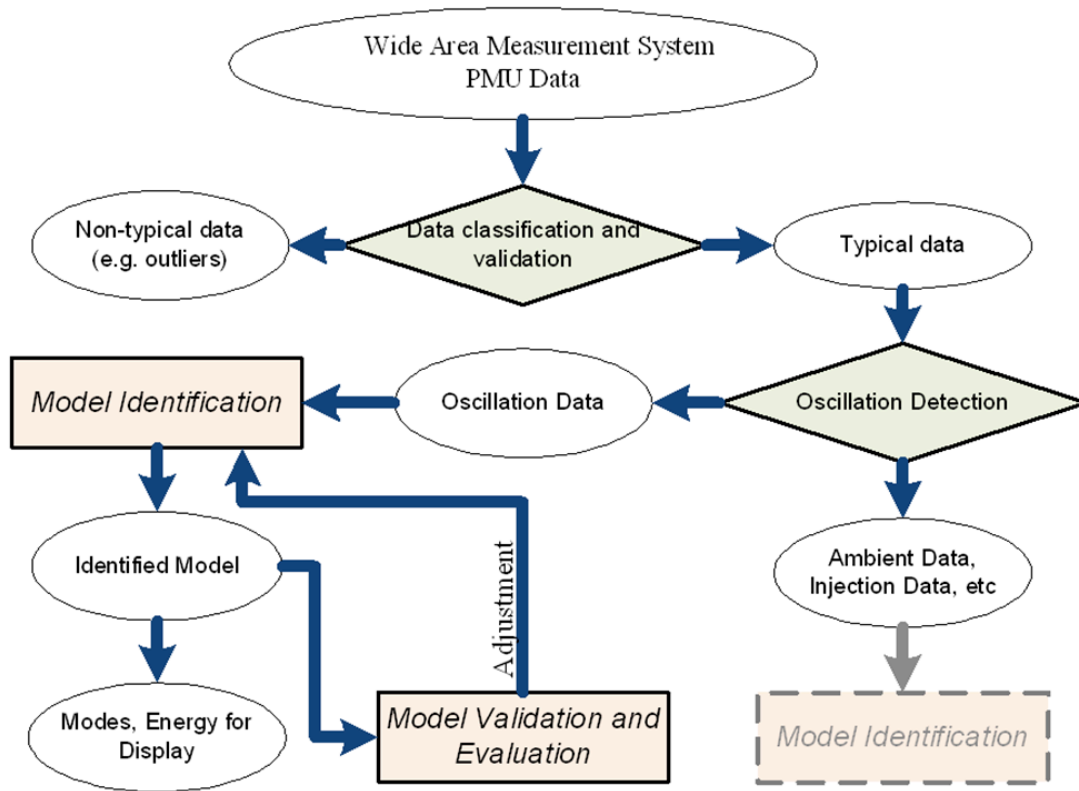 Wide Area Measurement System
PMU Data
Non-typical data
(e.g. outliers)
Data classification and
validation
Typical data
Model Identification
Oscillation Data
Oscillation Detection
Identified Model
Adjustment
Ambient Data,
Injection Data, etc
Modes, Energy for
Display
Model Validation and
Evaluation
Model Identification